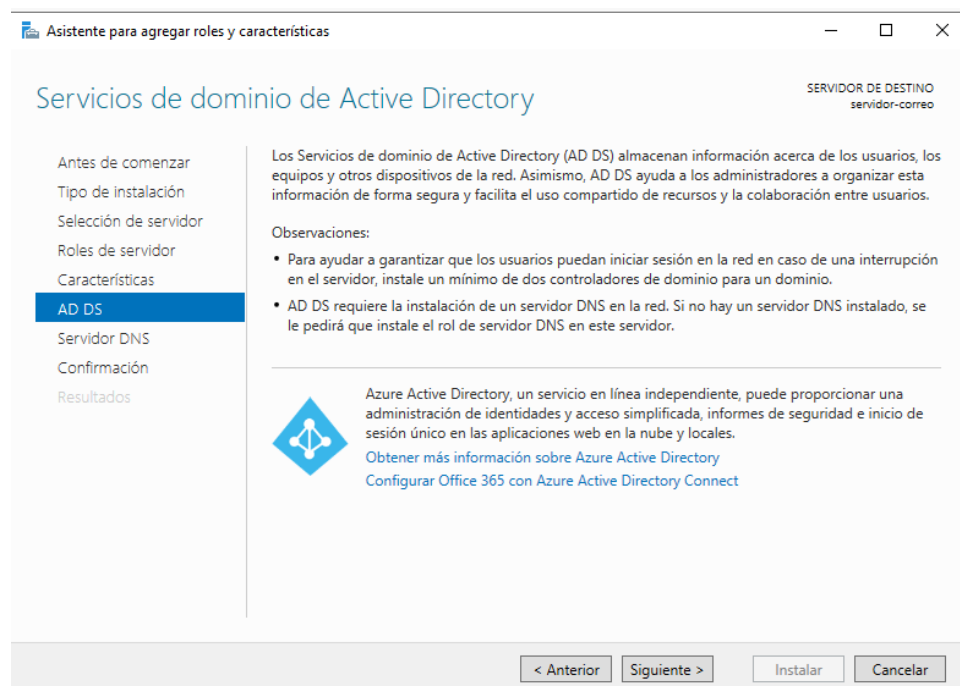 Asistente para agregar roles y características
Servicios de dominio de Active Directory
SERVIDOR DE DESTINO
servidor-correo
Antes de comenzar
Tipo de instalación
Selección de servidor
Roles de servidor
Características
AD DS
Servidor DNS
Confirmación
Resultados
Los Servicios de dominio de Active Directory (AD DS) almacenan información acerca de los usuarios, los
equipos y otros dispositivos de la red. Asimismo, AD DS ayuda a los administradores a organizar esta
información de forma segura y facilita el uso compartido de recursos y la colaboración entre usuarios.
Observaciones:
• Para ayudar a garantizar que los usuarios puedan iniciar sesión en la red en caso de una interrupción
en el servidor, instale un mínimo de dos controladores de dominio para un dominio.
• AD DS requiere la instalación de un servidor DNS en la red. Si no hay un servidor DNS instalado, se
le pedirá que instale el rol de servidor DNS en este servidor.
Azure Active Directory, un servicio en línea independiente, puede proporcionar una
administración de identidades y acceso simplificada, informes de seguridad e inicio de
sesión único en las aplicaciones web en la nube y locales.
Obtener más información sobre Azure Active Directory
Configurar Office 365 con Azure Active Directory Connect
< Anterior
Siguiente >
Instalar
Cancelar